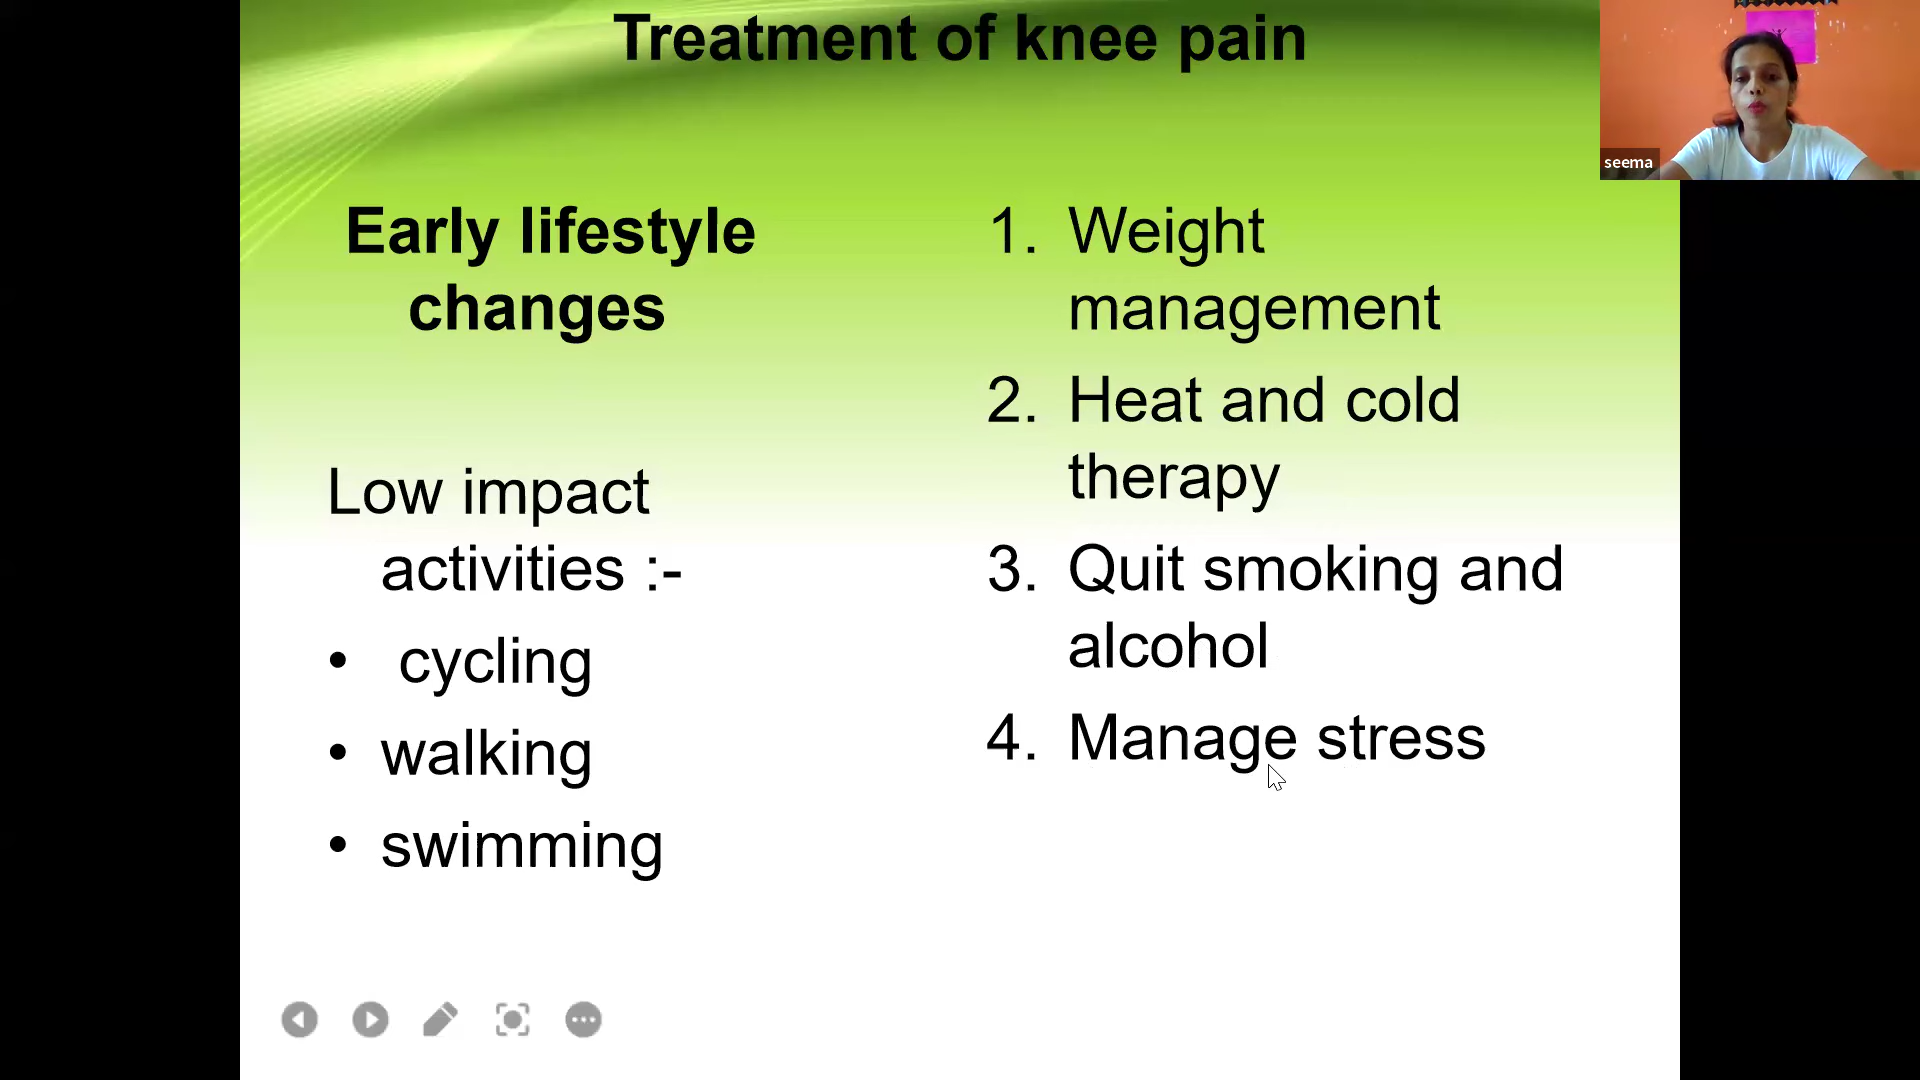 Treatment of knee pain
seema
Early lifestyle
changes
Low impact
activities :-
• cycling
• walking
• swimming
1. Weight
management
2. Heat and cold
therapy
3. Quit smoking and
alcohol
4. Manage stress